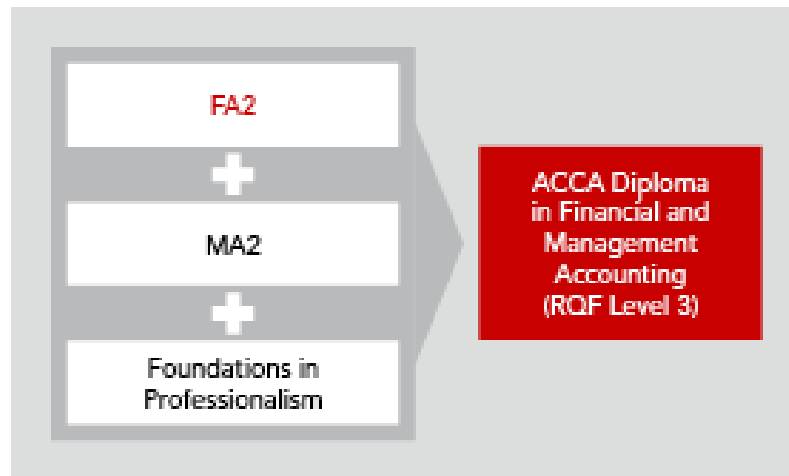 FA2
MA2
Foundations in
Professionalism
ACCA Diploma
in Financial and
Management
Accounting
(RQF Level 3)